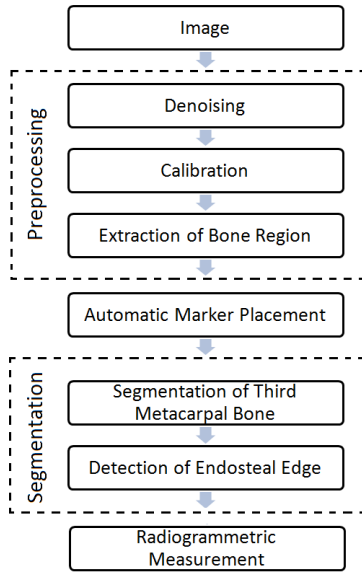 Image
Preprocessing
Denoising
Calibration
Extraction of Bone Region
Automatic Marker Placement
Segmentation
Segmentation of Third
Metacarpal Bone
Detection of Endosteal Edge
Radiogrammetric
Measurement